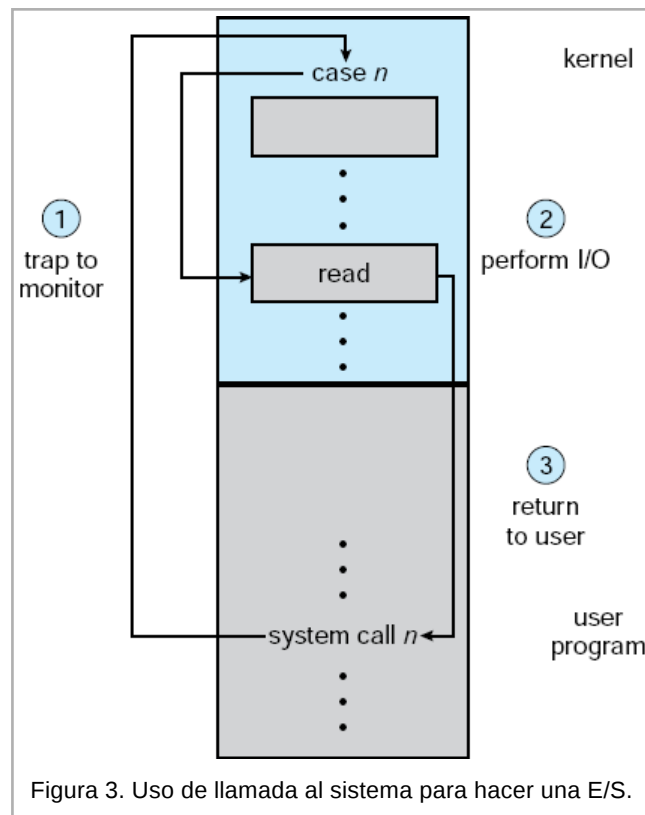 kernel
case n
1
trap to
monitor
2
perform I/O
read
3
return
to user
system call n
user
program
Figura 3. Uso de llamada al sistema para hacer una E/S.